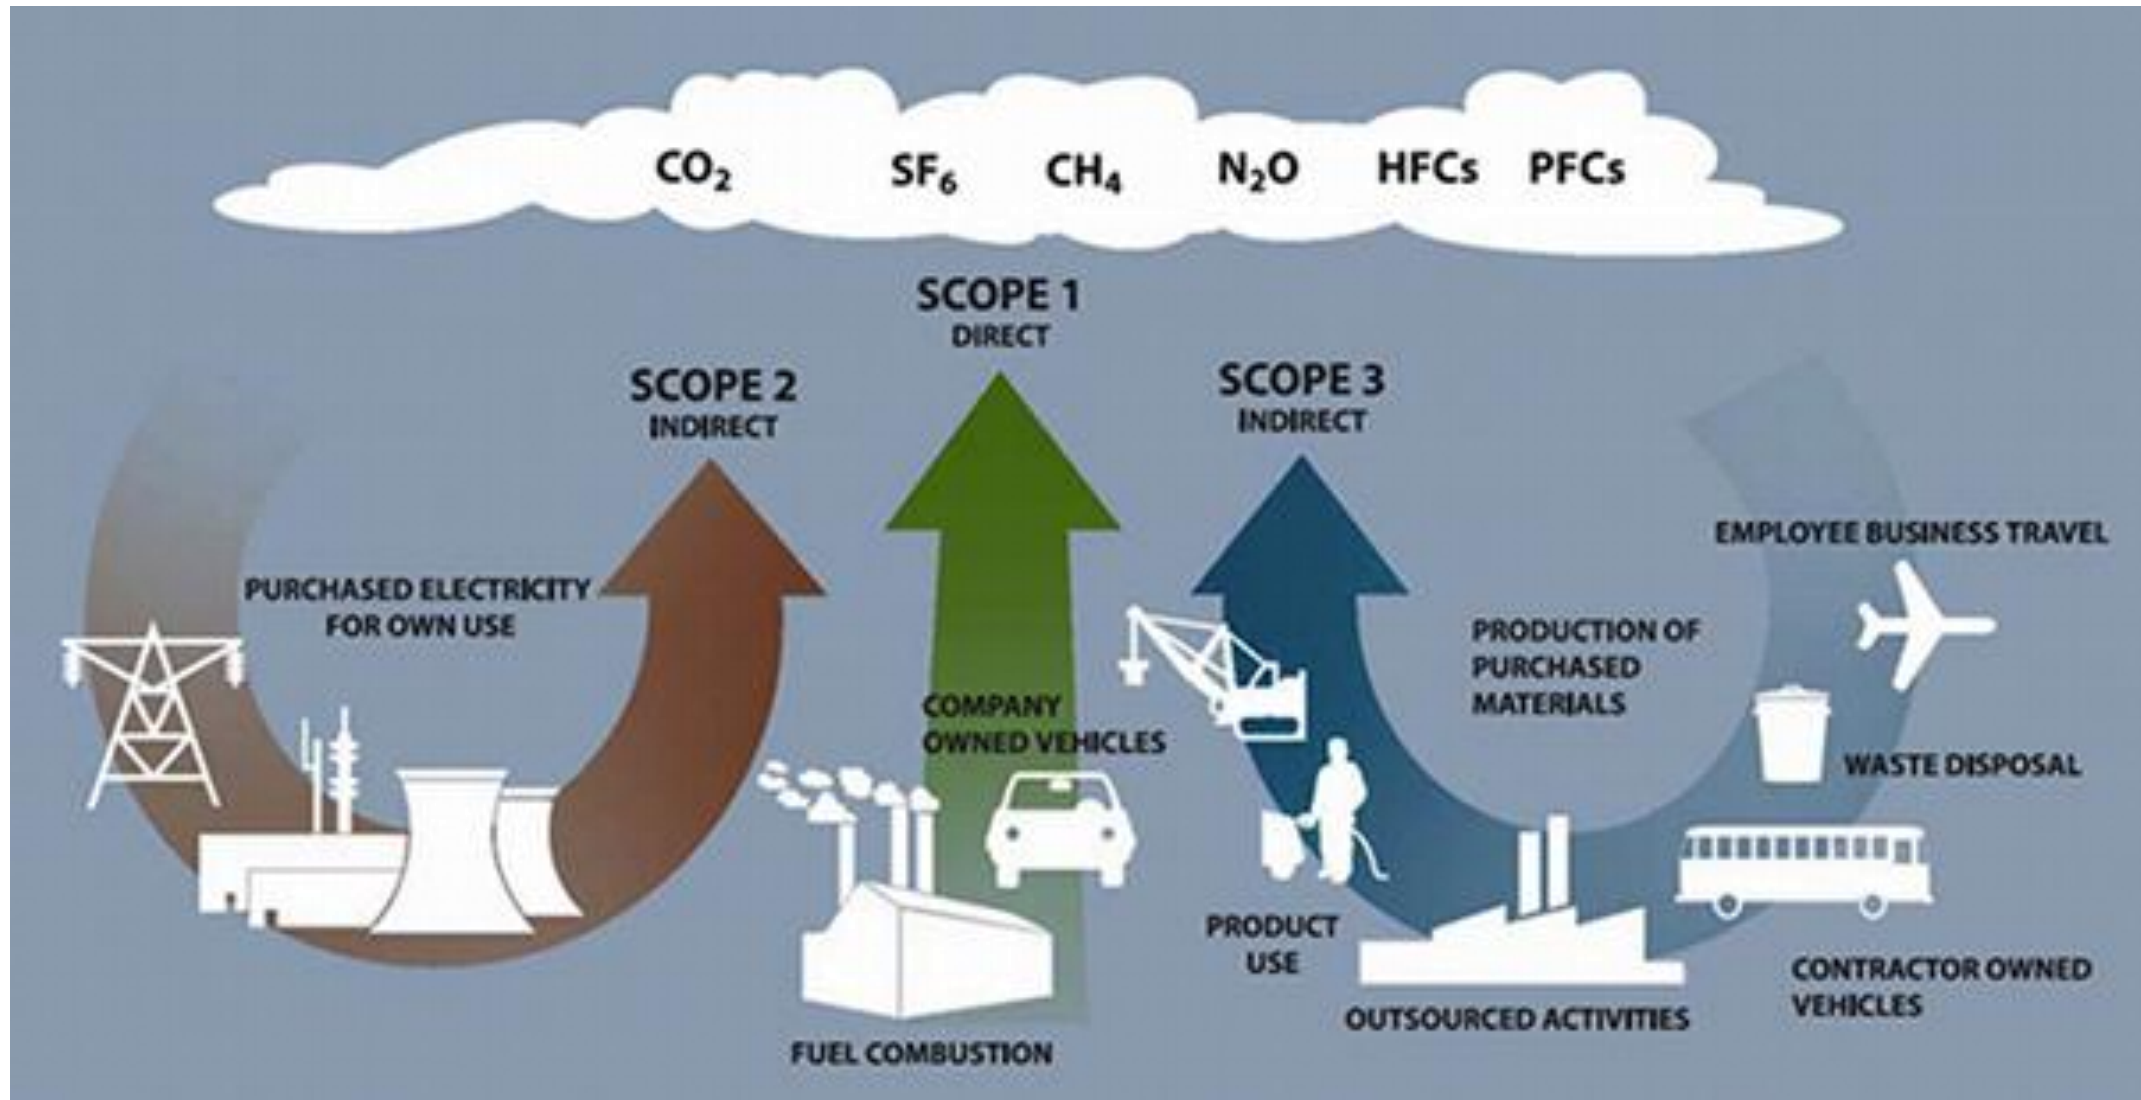 CO₂ SF₆ CH₄ N₂O HFCs PFCs
SCOPE 1
DIRECT
SCOPE 2
INDIRECT
SCOPE 3
INDIRECT
PURCHASED ELECTRICITY
FOR OWN USE
COMPANY
OWNED VEHICLES
FUEL COMBUSTION
PRODUCT
USE
PRODUCTION OF
PURCHASED
MATERIALS
OUTSOURCED ACTIVITIES
EMPLOYEE BUSINESS TRAVEL
WASTE DISPOSAL
CONTRACTOR OWNED
VEHICLES